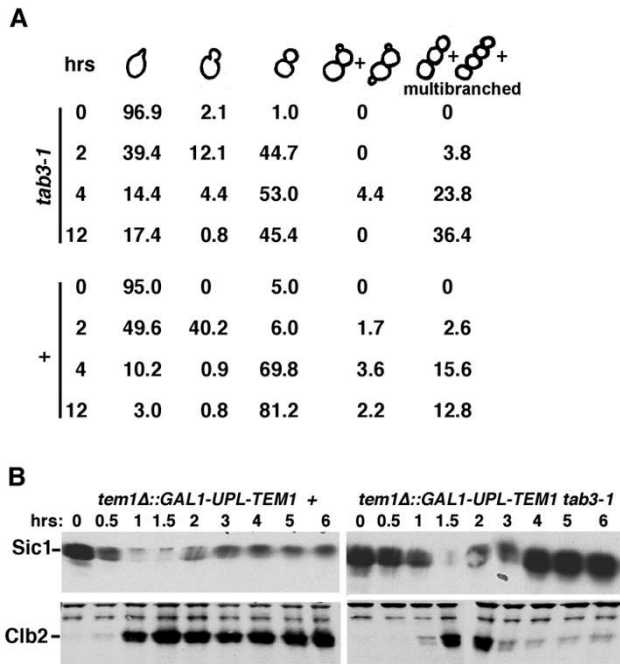 A
hrs + +
multibranched
tab3-1
0 96.9 2.1 1.0 0 0
2 39.4 12.1 44.7 0 3.8
4 14.4 4.4 53.0 4.4 23.8
12 17.4 0.8 45.4 0 36.4
+
0 95.0 0 5.0 0 0
2 49.6 40.2 6.0 1.7 2.6
4 10.2 0.9 69.8 3.6 15.6
12 3.0 0.8 81.2 2.2 12.8
B
tem1Δ::GAL1-UPL-TEM1 + tem1Δ::GAL1-UPL-TEM1 tab3-1
hrs: 0 0.5 1 1.5 2 3 4 5 6 0 0.5 1 1.5 2 3 4 5 6
Sic1-
Clb2-